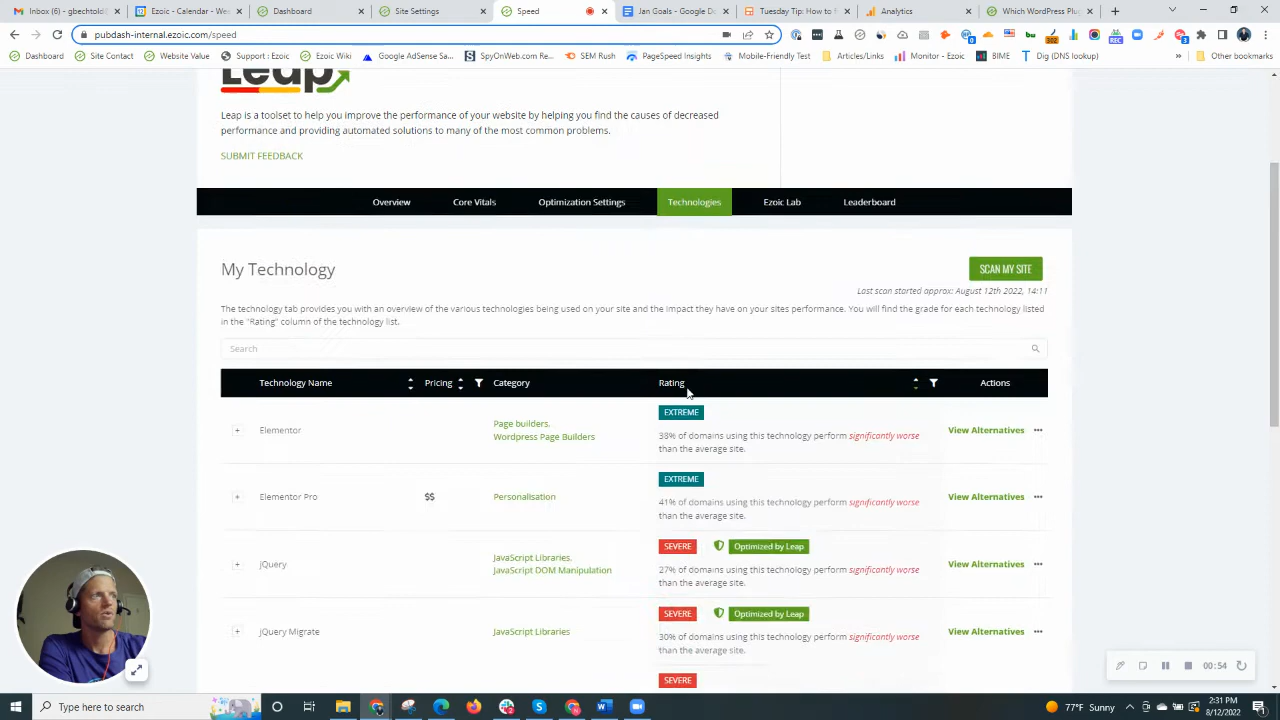 Inbox (1,240) - gbechtold@
Ezoic - Calendar - We
Site Contact
Site Settings | Ezoic
Speed
Jan Goals - Google D
Tuesday Tip: How to M
Analytics
Which WordPress Plu
pubdash-internal.ezoic.com/speed
Dashboard
Site Contact
Website Value
Support : Ezoic
Ezoic Wiki
Google AdSense Sa...
SpyOnWeb.com Re...
SEM Rush
PageSpeed Insights
Mobile-Friendly Test
Articles/Links
Monitor - Ezoic
BIME
Dig (DNS lookup)
»
Other bookmarks
Leap
Leap is a toolset to help you improve the performance of your website by helping you find the causes of decreased
performance and providing automated solutions to many of the most common problems.
SUBMIT FEEDBACK
Overview Core Vitals Optimization Settings Technologies Ezoic Lab Leaderboard
My Technology
SCAN MY SITE
Last scan started approx: August 12th 2022, 14:11
The technology tab provides you with an overview of the various technologies being used on your site and the impact they have on your sites performance. You will find the grade for each technology listed
in the "Rating" column of the technology list.
Search
Technology Name Pricing Category Rating Actions
+ Elementor
Page builders,
Wordpress Page Builders
EXTREME
38% of domains using this technology perform significantly worse
than the average site.
View Alternatives •••
+ Elementor Pro $$ Personalisation
EXTREME
41% of domains using this technology perform significantly worse
than the average site.
View Alternatives •••
+ jQuery
JavaScript Libraries,
JavaScript DOM Manipulation
SEVERE Optimized by Leap
27% of domains using this technology perform significantly worse
than the average site.
View Alternatives •••
+ jQuery Migrate JavaScript Libraries
SEVERE Optimized by Leap
30% of domains using this technology perform significantly worse
than the average site.
View Alternatives •••
SEVERE
00:54
Type here to search
77°F Sunny
2:31 PM
8/12/2022